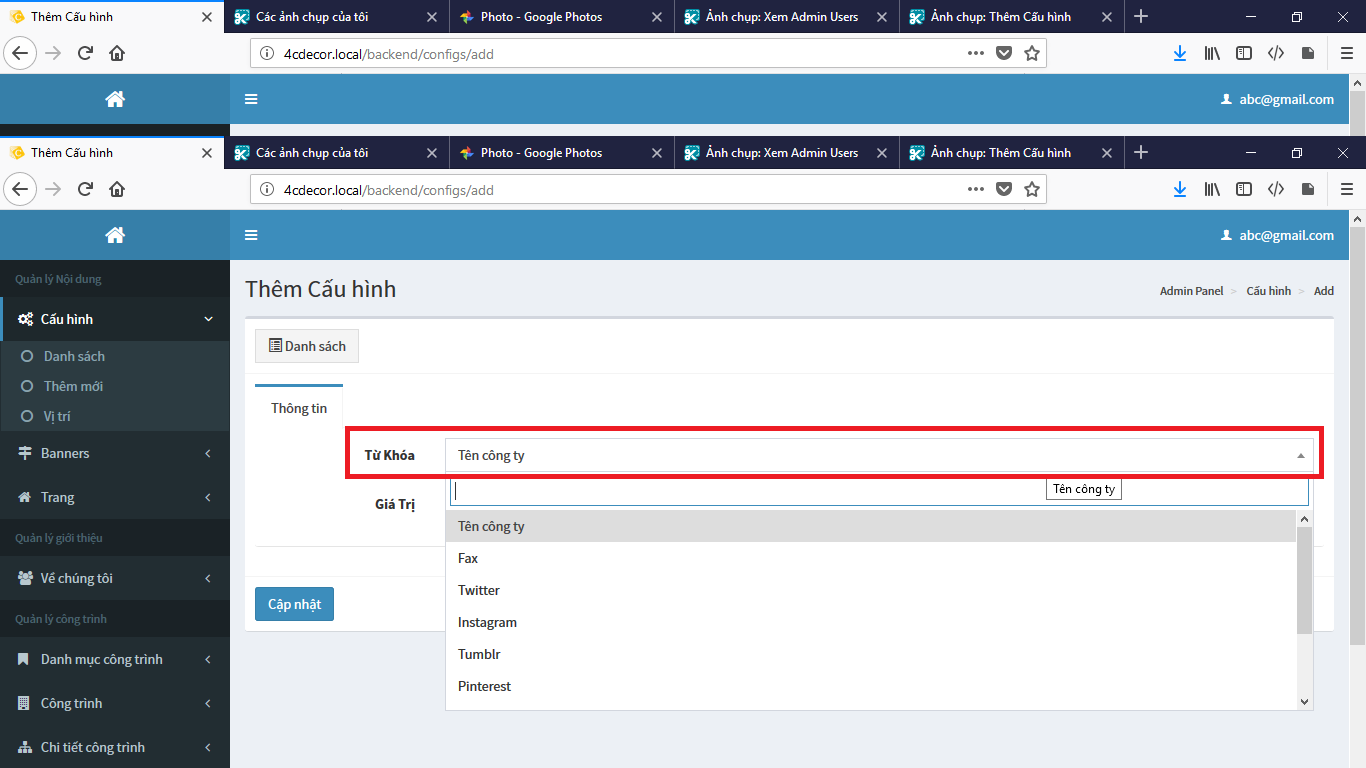 Thêm Cấu hình
Các ảnh chụp của tôi
Photo - Google Photos
Ảnh chụp: Xem Admin Users
Ảnh chụp: Thêm Cấu hình
4cdecor.local/backend/configs/add
abc@gmail.com
Thêm Cấu hình
Các ảnh chụp của tôi
Photo - Google Photos
Ảnh chụp: Xem Admin Users
Ảnh chụp: Thêm Cấu hình
4cdecor.local/backend/configs/add
abc@gmail.com
Quản lý Nội dung
Cấu hình
Danh sách
Thêm mới
Vị trí
Banners
Trang
Quản lý giới thiệu
Về chúng tôi
Quản lý công trình
Danh mục công trình
Công trình
Chi tiết công trình
Thêm Cấu hình
Admin Panel > Cấu hình > Add
Danh sách
Thông tin
Từ Khóa
Tên công ty
Tên công ty
Giá Trị
Tên công ty
Fax
Twitter
Instagram
Tumblr
Pinterest
Cập nhật